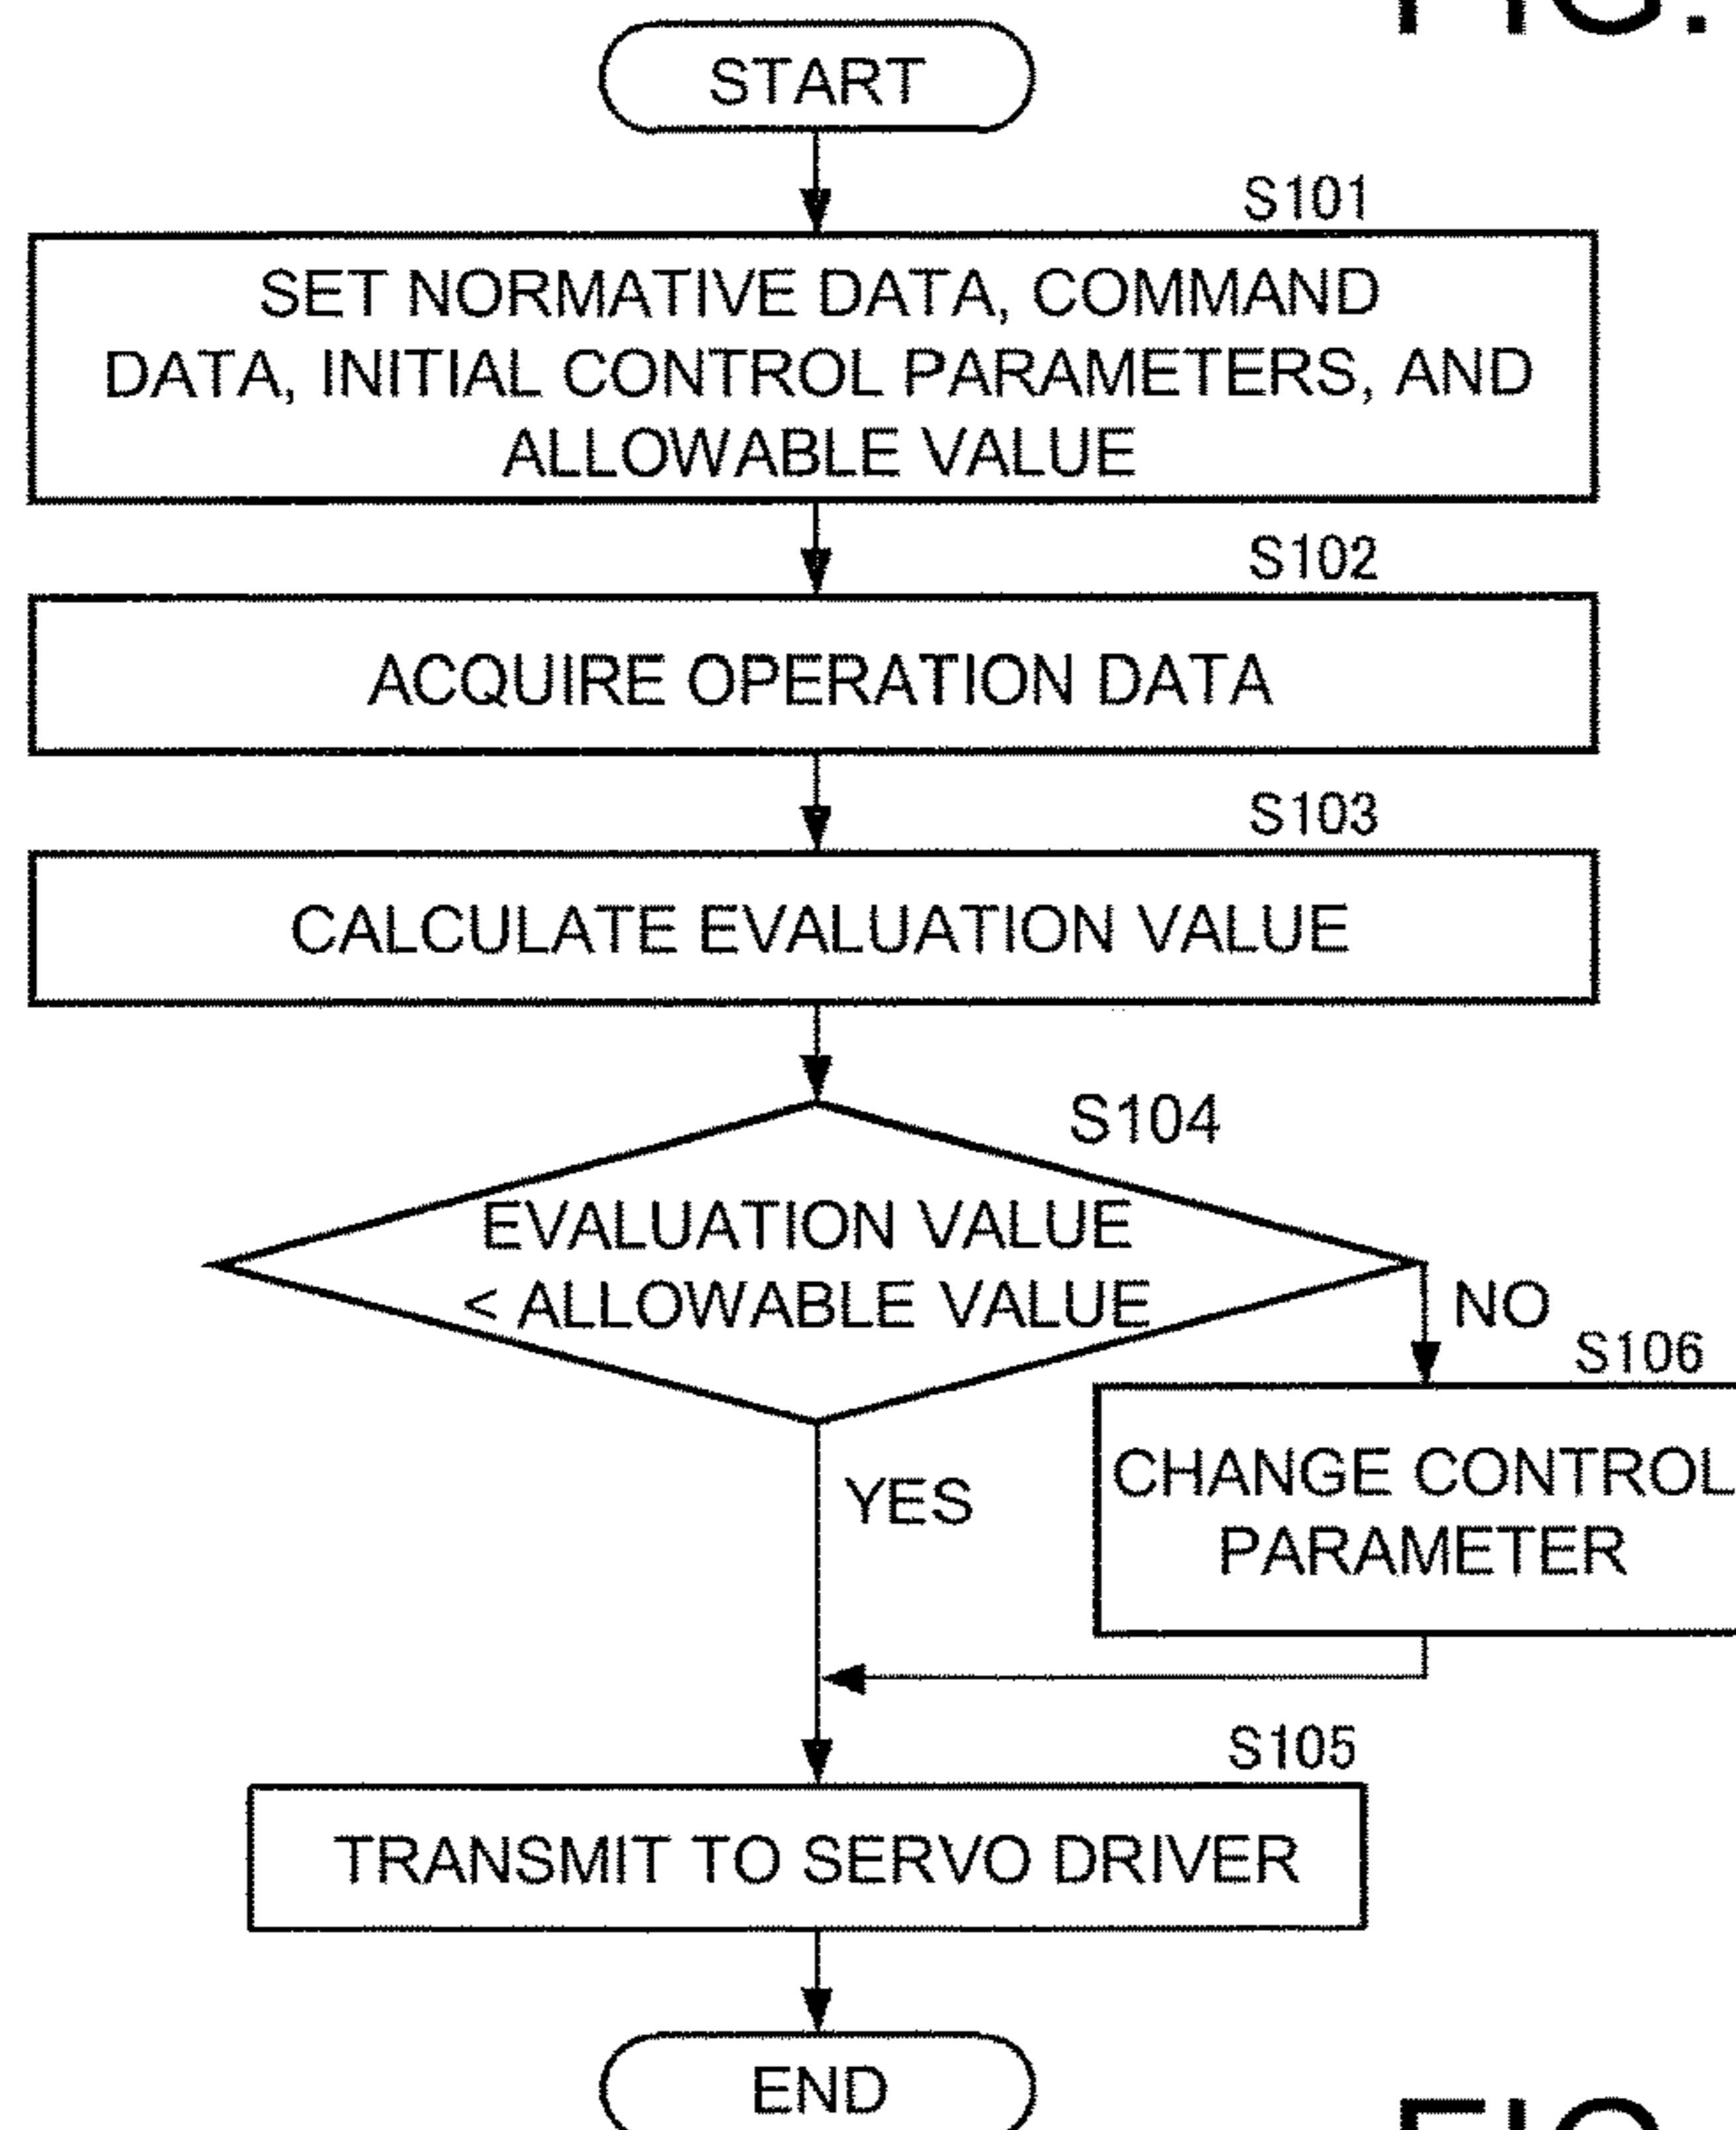 FIG.
START
S101
SET NORMATIVE DATA, COMMAND
DATA, INITIAL CONTROL PARAMETERS, AND
ALLOWABLE VALUE
S102
ACQUIRE OPERATION DATA
S103
CALCULATE EVALUATION VALUE
S104
EVALUATION VALUE
< ALLOWABLE VALUE
NO
S106
CHANGE CONTROL
PARAMETER
YES
S105
TRANSMIT TO SERVO DRIVER
END